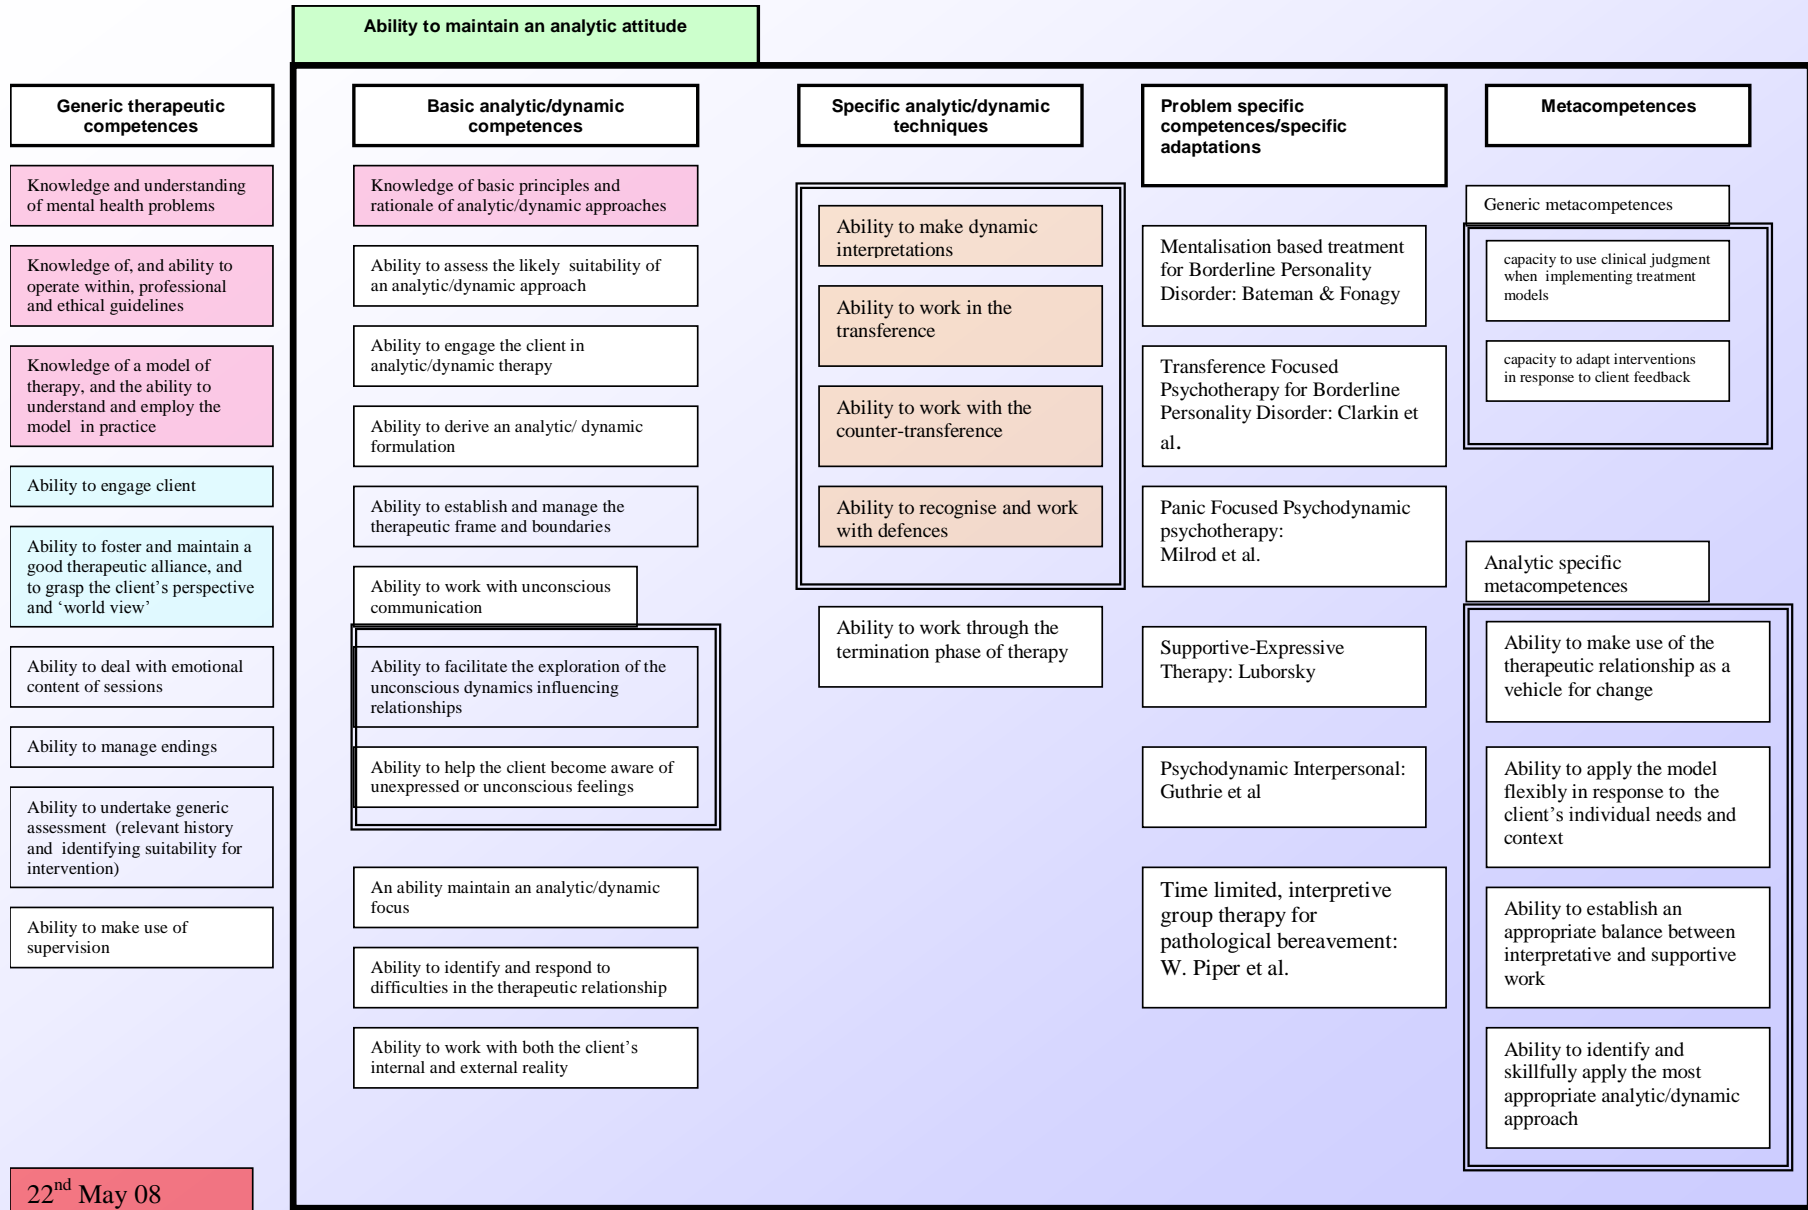 Ability to maintain an analytic attitude
Generic therapeutic
competences
Knowledge and understanding
of mental health problems
Knowledge of, and ability to
operate within, professional
and ethical guidelines
Knowledge of a model of
therapy, and the ability to
understand and employ the
model in practice
Ability to engage client
Ability to foster and maintain a
good therapeutic alliance, and
to grasp the client’s perspective
and ‘world view’
Ability to deal with emotional
content of sessions
Ability to manage endings
Ability to undertake generic
assessment (relevant history
and identifying suitability for
intervention)
Ability to make use of
supervision
22nd May 08
Basic analytic/dynamic
competences
Knowledge of basic principles and
rationale of analytic/dynamic approaches
Ability to assess the likely suitability of
an analytic/dynamic approach
Ability to engage the client in
analytic/dynamic therapy
Ability to derive an analytic/ dynamic
formulation
Ability to establish and manage the
therapeutic frame and boundaries
Ability to work with unconscious
communication
Ability to facilitate the exploration of the
unconscious dynamics influencing
relationships
Ability to help the client become aware of
unexpressed or unconscious feelings
An ability maintain an analytic/dynamic
focus
Ability to identify and respond to
difficulties in the therapeutic relationship
Ability to work with both the client’s
internal and external reality
Specific analytic/dynamic
techniques
Ability to make dynamic
interpretations
Ability to work in the
transference
Ability to work with the
counter-transference
Ability to recognise and work
with defences
Ability to work through the
termination phase of therapy
Problem specific
competences/specific
adaptations
Mentalisation based treatment
for Borderline Personality
Disorder: Bateman & Fonagy
Transference Focused
Psychotherapy for Borderline
Personality Disorder: Clarkin et
al.
Panic Focused Psychodynamic
psychotherapy:
Milrod et al.
Supportive-Expressive
Therapy: Luborsky
Psychodynamic Interpersonal:
Guthrie et al
Time limited, interpretive
group therapy for
pathological bereavement:
W. Piper et al.
Metacompetences
Generic metacompetences
capacity to use clinical judgment
when implementing treatment
models
capacity to adapt interventions
in response to client feedback
Analytic specific
metacompetences
Ability to make use of the
therapeutic relationship as a
vehicle for change
Ability to apply the model
flexibly in response to the
client’s individual needs and
context
Ability to establish an
appropriate balance between
interpretative and supportive
work
Ability to identify and
skillfully apply the most
appropriate analytic/dynamic
approach